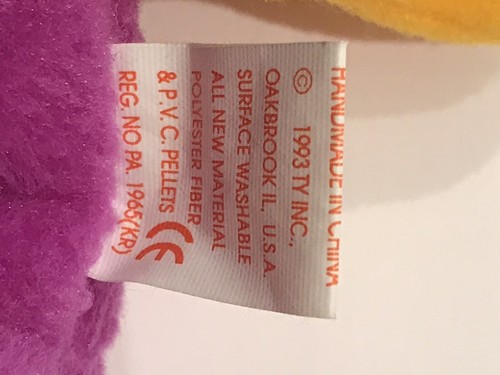 HANDMADE IN CHINA
© 1993 TY INC.,
OAKBROOK IL, U.S.A.
SURFACE WASHABLE
ALL NEW MATERIAL
POLYESTER FIBER
& P.V.C. PELLETS CE
REG. NO PA. 1965(KR)